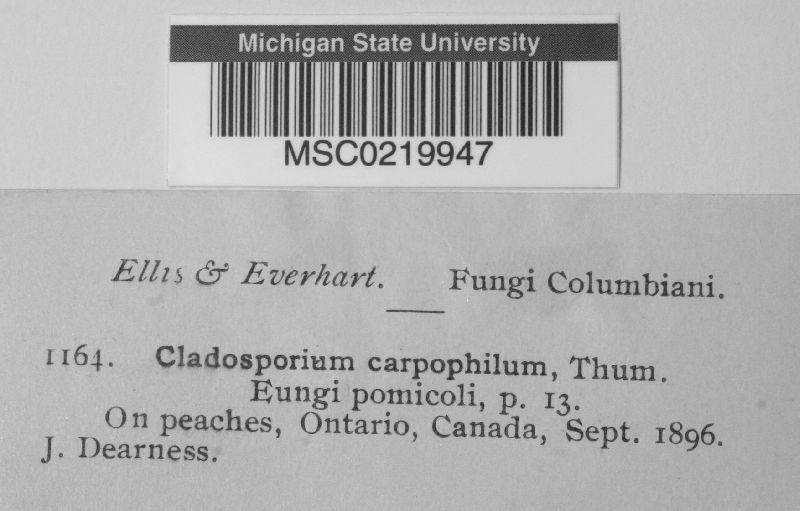 Michigan State University
MSC0219947
Ellis & Everhart. Fungi Columbiani.
1164. Cladosporium carpophilum, Thum.
Eungi pomicoli, p. 13.
On peaches, Ontario, Canada, Sept. 1896.
J. Dearness.